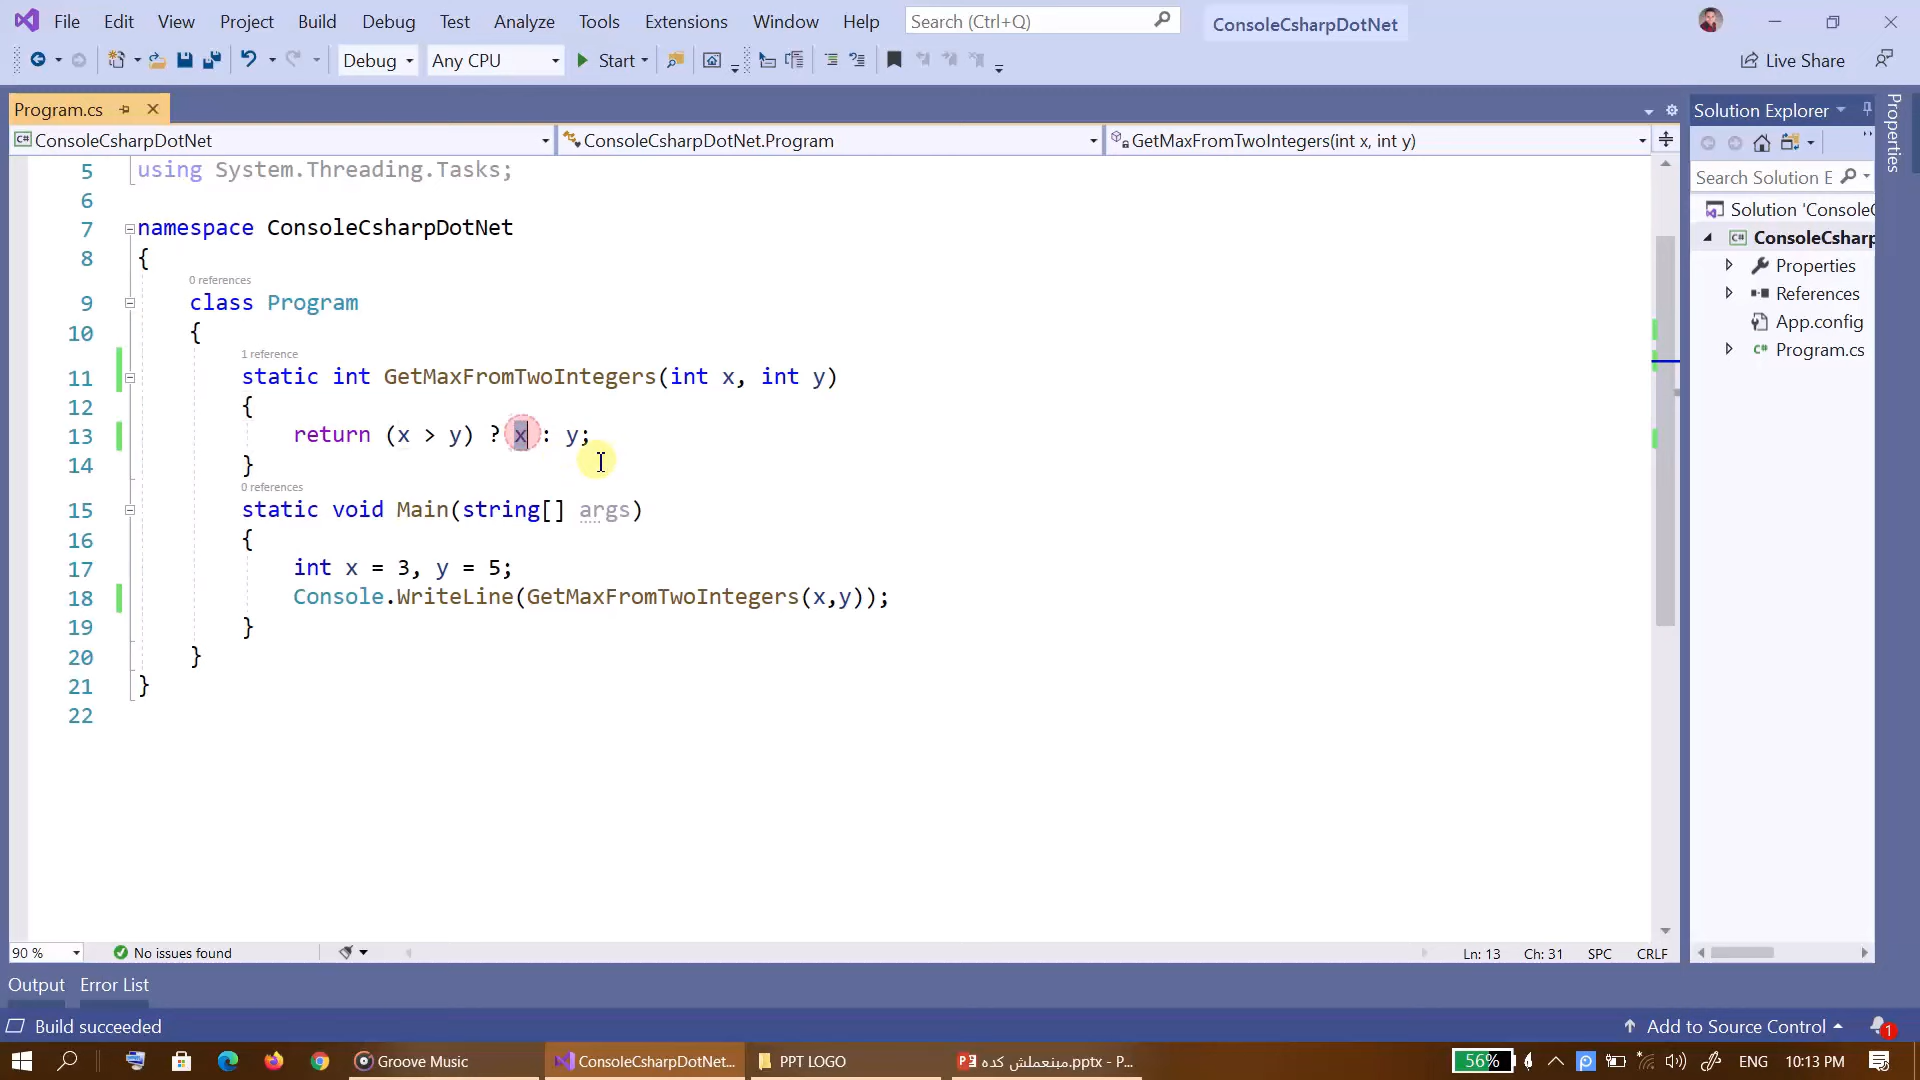 File Edit View Project Build Debug Test Analyze Tools Extensions Window Help Search (Ctrl+Q) ConsoleCsharpDotNet
Debug Any CPU Start Live Share
Program.cs
ConsoleCsharpDotNet ConsoleCsharpDotNet.Program GetMaxFromTwoIntegers(int x, int y)
5 using System.Threading.Tasks;
6
7 namespace ConsoleCsharpDotNet
8 {
0 references
9 class Program
10 {
1 reference
11 static int GetMaxFromTwoIntegers(int x, int y)
12 {
13 return (x > y) ? x : y;
14 }
0 references
15 static void Main(string[] args)
16 {
17 int x = 3, y = 5;
18 Console.WriteLine(GetMaxFromTwoIntegers(x,y));
19 }
20 }
21 }
22
90 % No issues found Ln: 13 Ch: 31 SPC CRLF
Solution Explorer
Search Solution E
Solution 'Console
ConsoleCsharp
Properties
References
App.config
Program.cs
Properties
Output Error List
Build succeeded Add to Source Control 1
Groove Music ConsoleCsharpDotNet... PPT LOGO مبنعملش كده.pptx - P... 56% ENG 10:13 PM